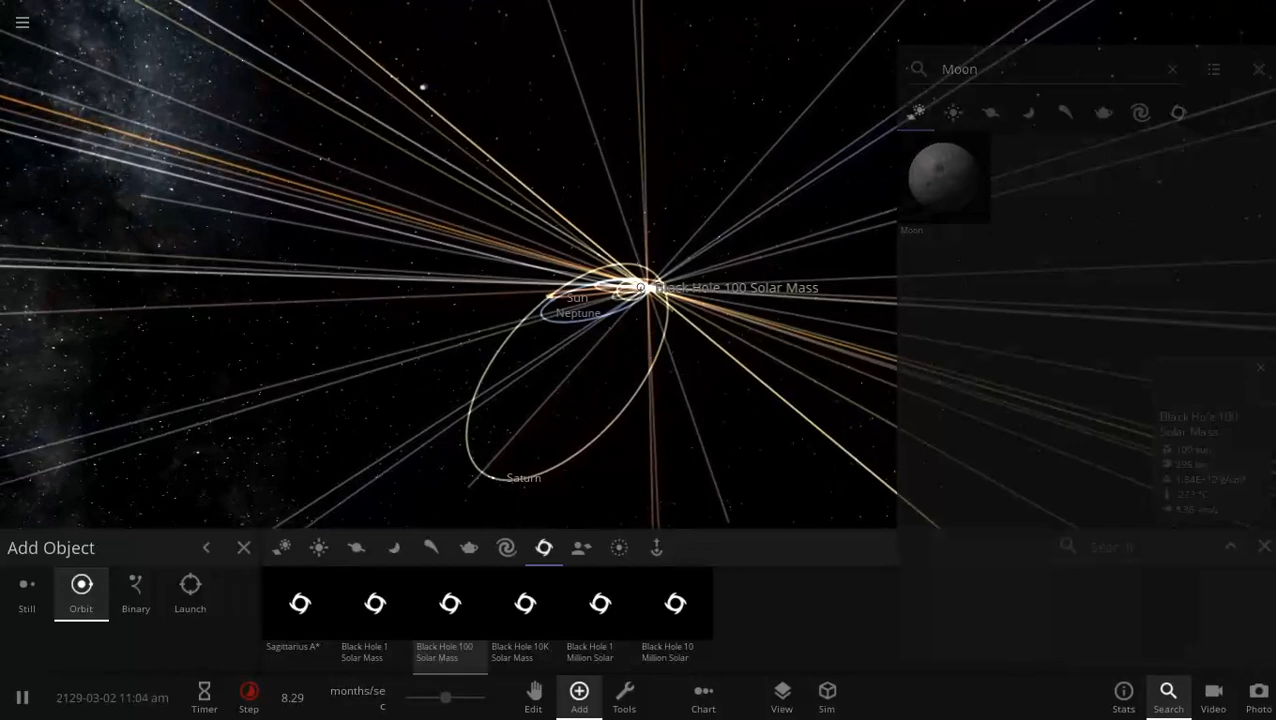 Moon
Moon
Black Hole 100 Solar Mass
Sun
Neptune
Saturn
Black Hole 100
Solar Mass
Add Object
Still
Orbit
Binary
Launch
Sagittarius A*
Black Hole 1
Solar Mass
Black Hole 100
Solar Mass
Black Hole 10K
Solar Mass
Black Hole 1
Million Solar
Black Hole 10
Million Solar
2129-03-02 11:04 am
Timer
Step
8.29
months/se
c
Edit
Add
Tools
Chart
View
Sim
Stats
Search
Video
Photo